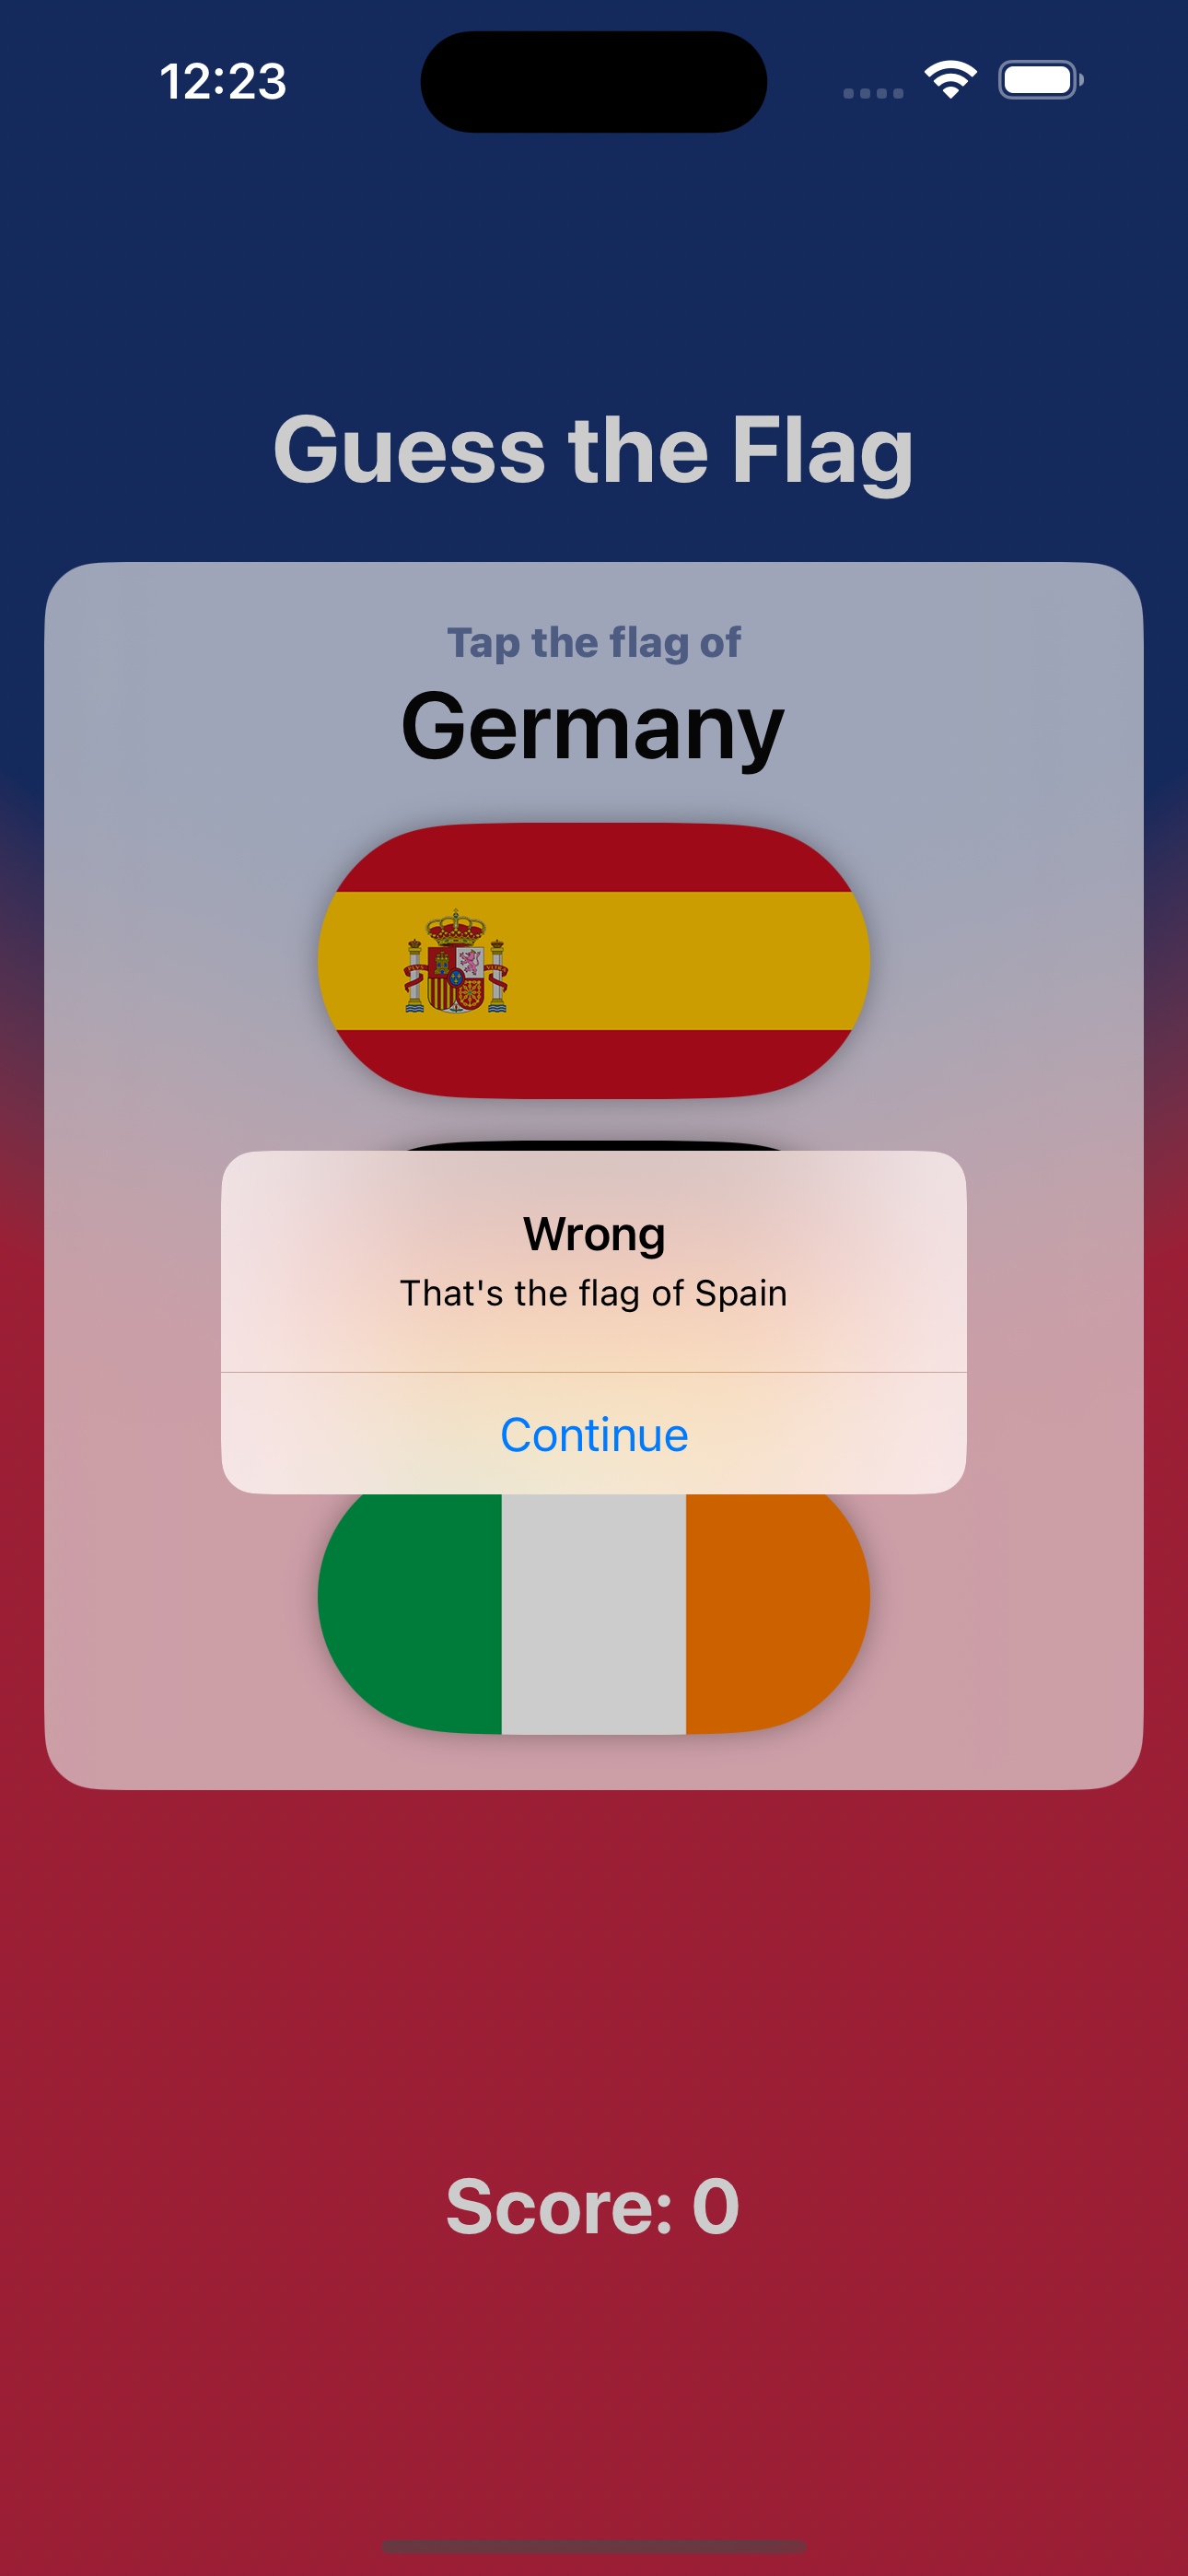 12:23
Guess the Flag
Tap the flag of
Germany
Wrong
That's the flag of Spain
Continue
Score: 0